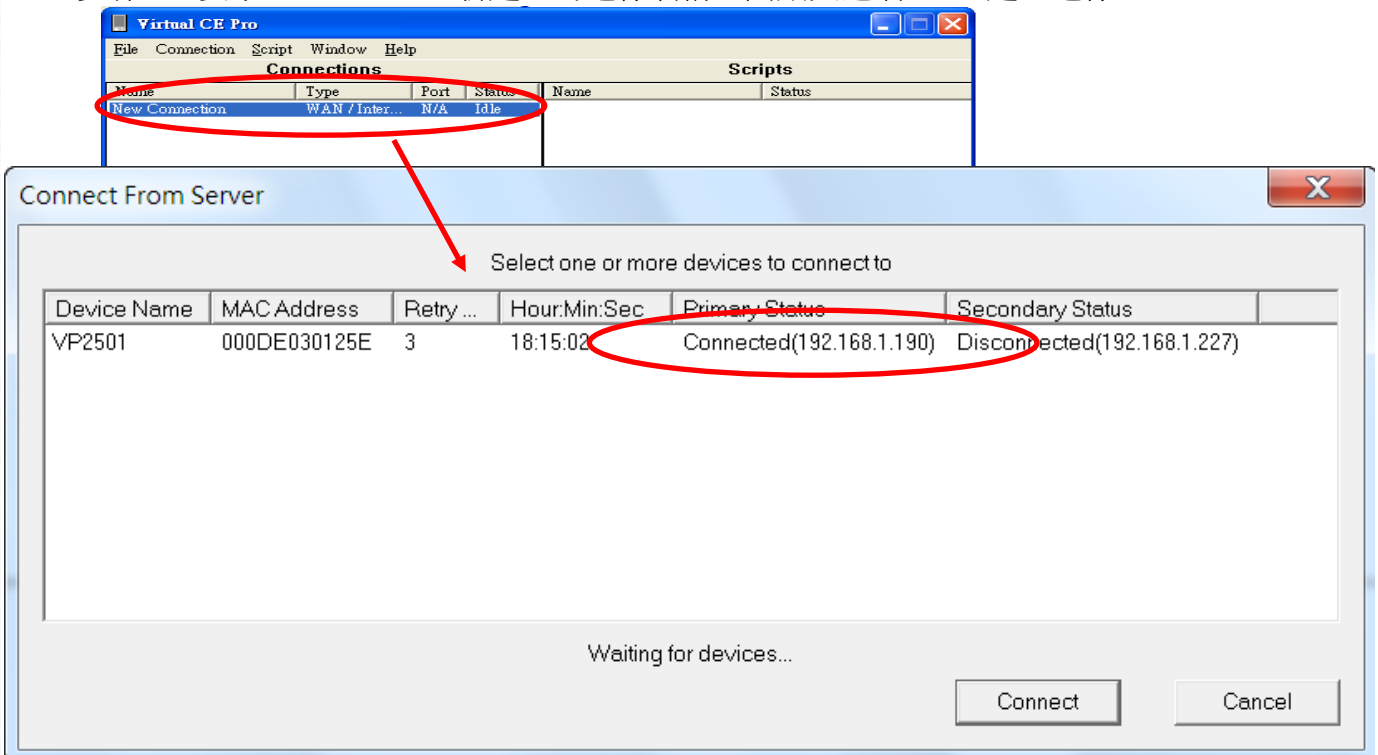 Virtual CE Pro
File Connection Script Window Help
Connections Scripts
Name Type Port Status Name Status
New Connection WAN / Inter... N/A Idle
Connect From Server
Select one or more devices to connect to
Device Name MAC Address Retry ... Hour:Min:Sec Primary Status Secondary Status
VP2501 000DE030125E 3 18:15:02 Connected(192.168.1.190) Disconnected(192.168.1.227)
Waiting for devices...
Connect Cancel